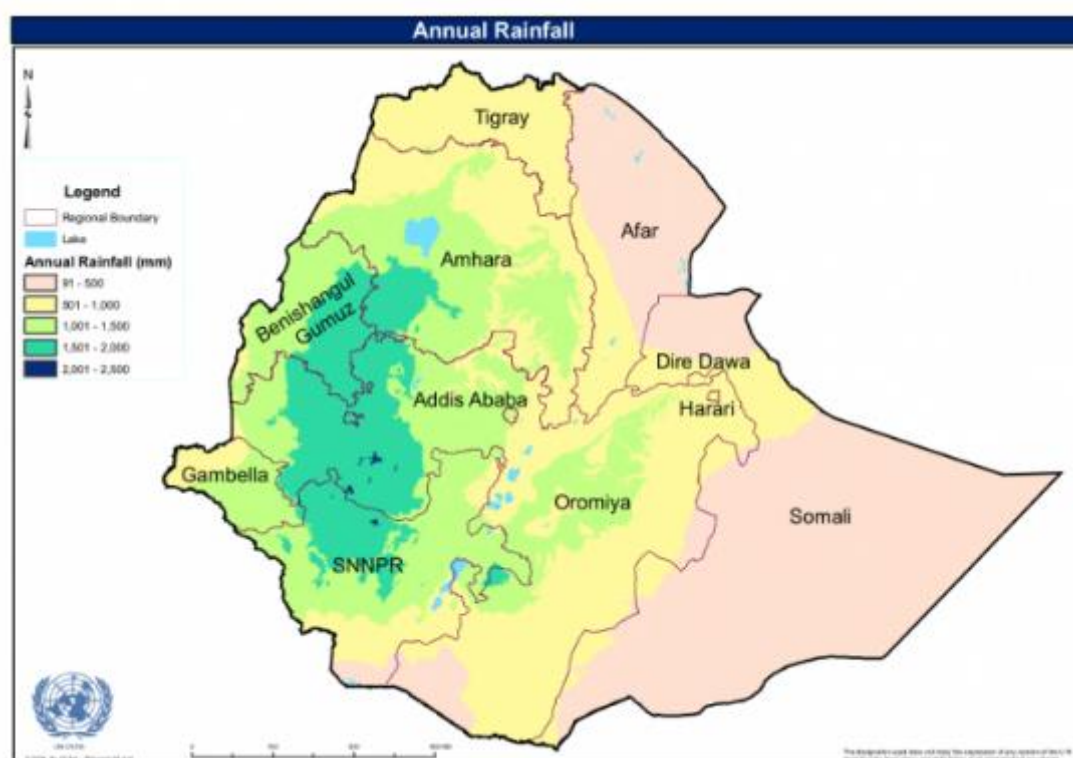 Annual Rainfall
N
Tigray
Legend
Regional Boundary
Lake
Annual Rainfall (mm)
91 - 500
501 - 1,000
1,001 - 1,500
1,501 - 2,000
2,001 - 2,500
Afar
Amhara
Benishangul
Gumuz
Dire Dawa
Addis Ababa
Harari
Gambella
Oromiya
Somali
SNNPR
0